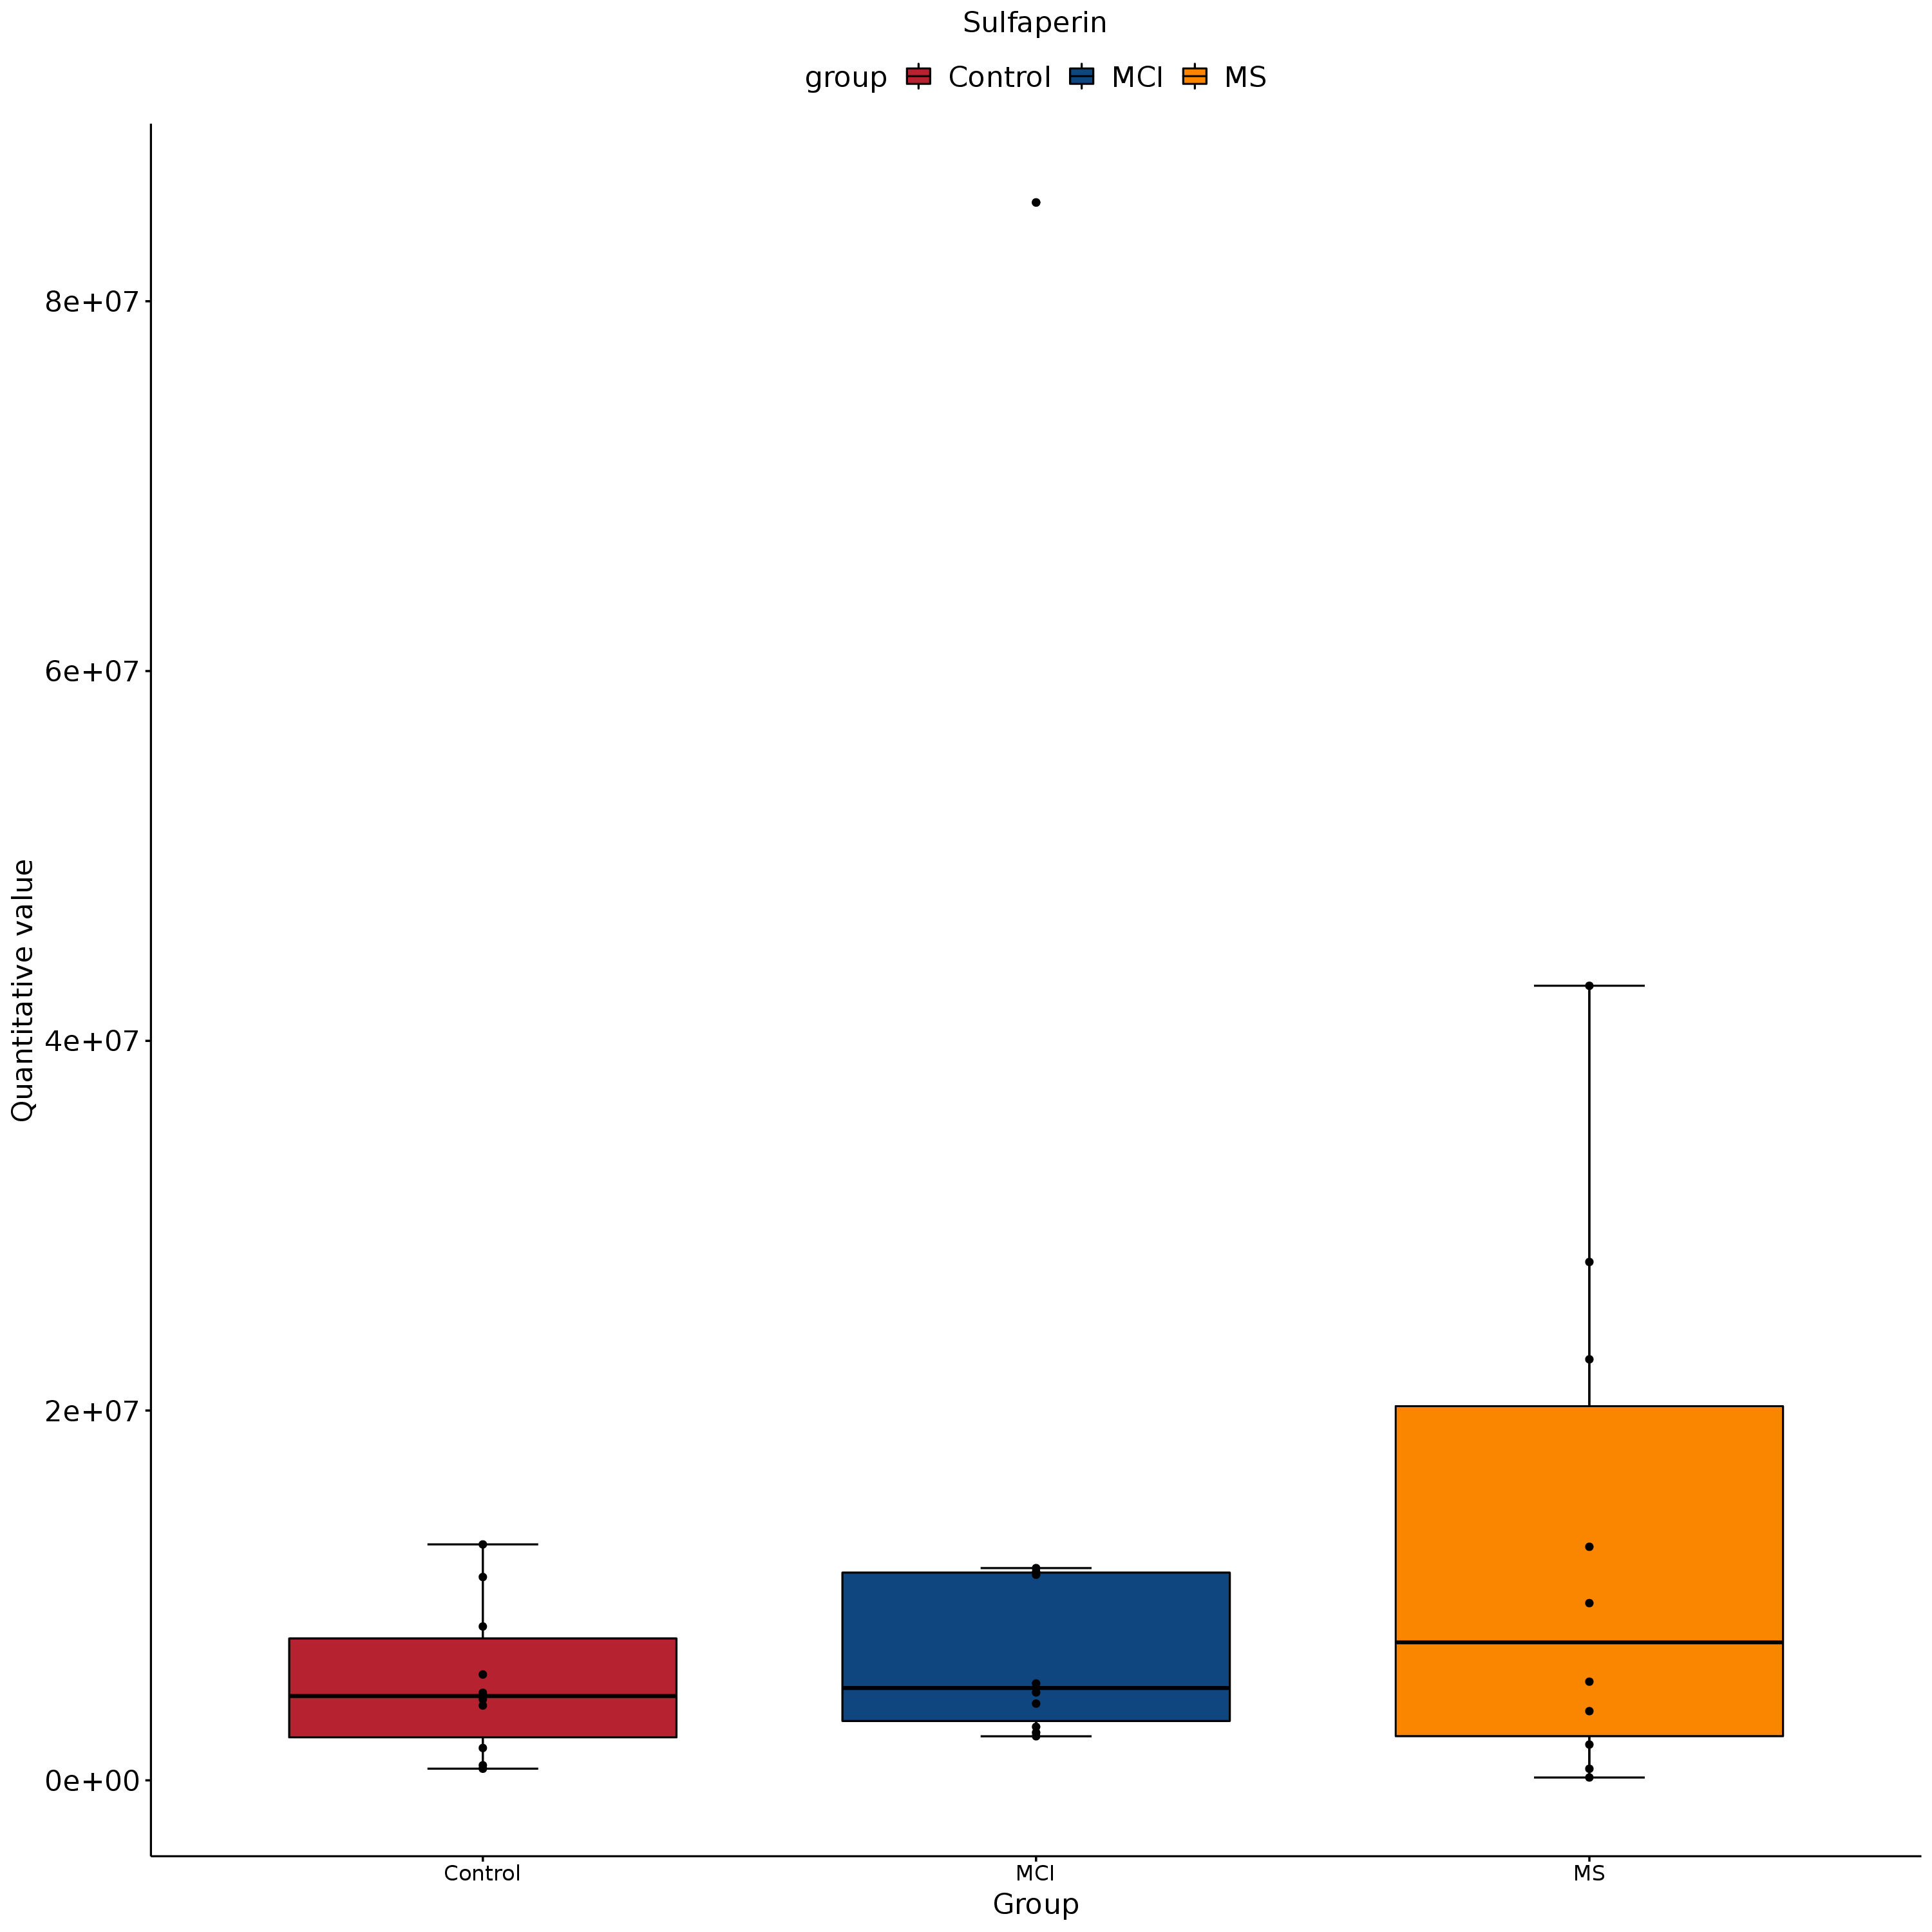 Sulfaperin
group Control MCI MS
Quantitative value
8e+07
6e+07
4e+07
2e+07
0e+00
Control MCI MS
Group